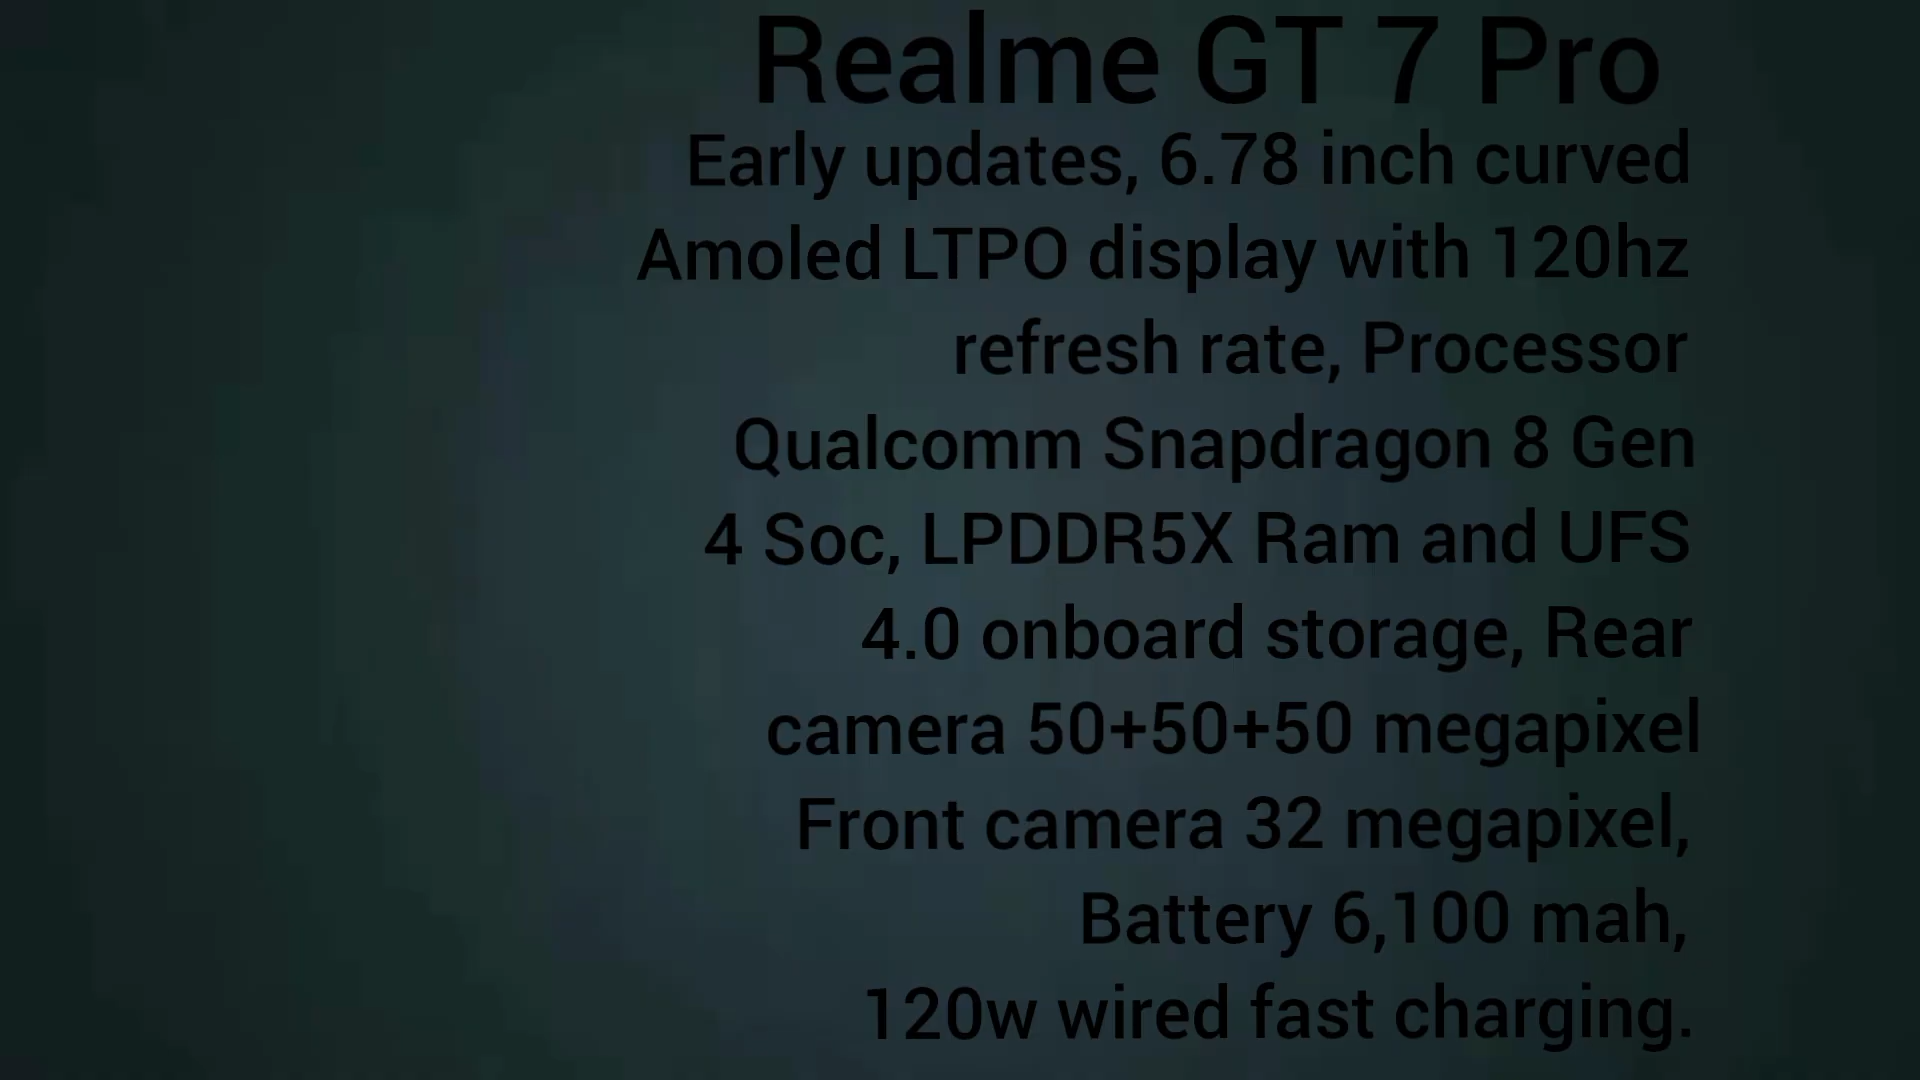 Realme GT 7 Pro
Early updates, 6.78 inch curved
Amoled LTPO display with 120hz
refresh rate, Processor
Qualcomm Snapdragon 8 Gen
4 Soc, LPDDR5X Ram and UFS
4.0 onboard storage, Rear
camera 50+50+50 megapixel
Front camera 32 megapixel,
Battery 6,100 mah,
120w wired fast charging.